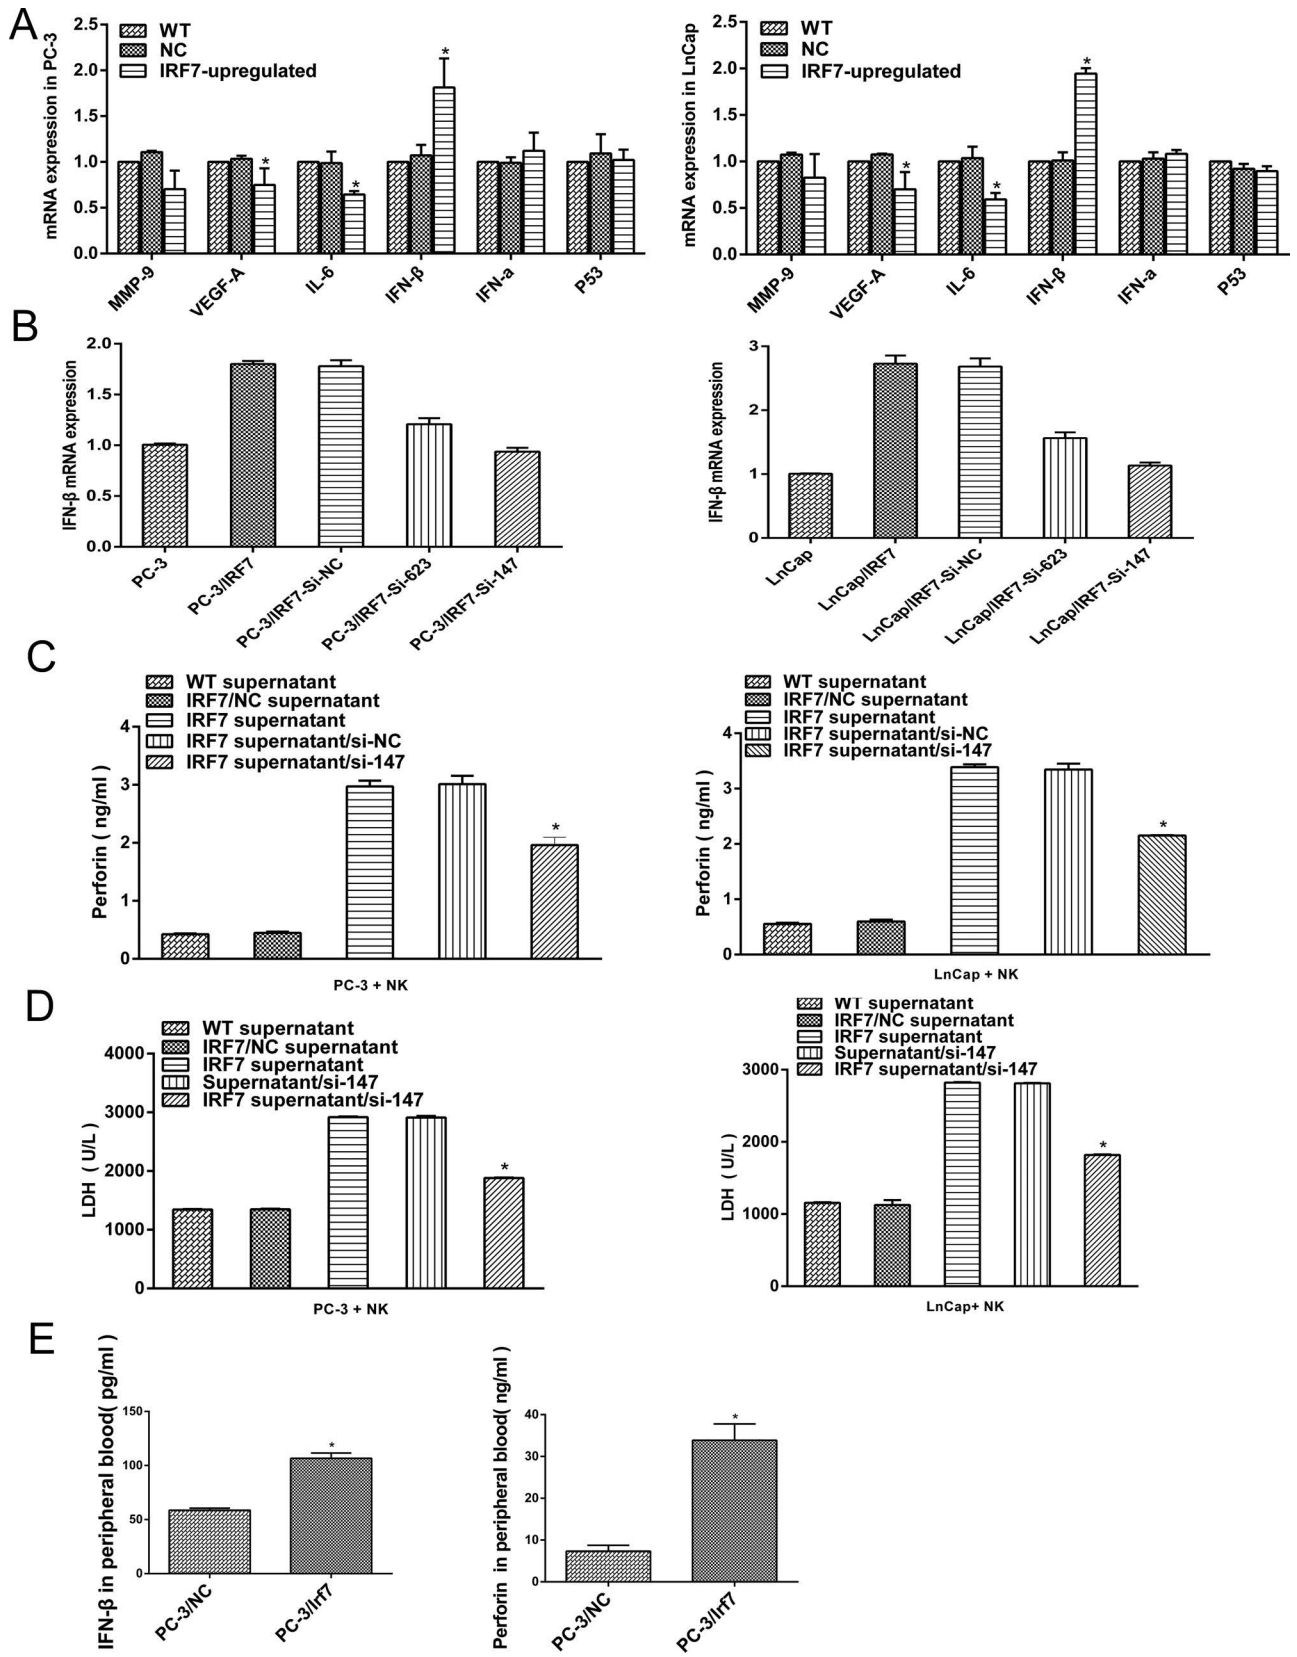 A
mRNA expression in PC-3
2.5
2.0
1.5
1.0
0.5
0.0
WT
NC
IRF7-upregulated
*
*
*
MMP-9
VEGF-A
IL-6
IFN-β
IFN-a
P53
mRNA expression in LnCap
2.5
2.0
1.5
1.0
0.5
0.0
WT
NC
IRF7-upregulated
*
*
*
MMP-9
VEGF-A
IL-6
IFN-β
IFN-a
P53
B
IFN-β mRNA expression
2.0
1.5
1.0
0.5
0.0
PC-3
PC-3/IRF7
PC-3/IRF7-Si-NC
PC-3/IRF7-Si-623
PC-3/IRF7-Si-147
IFN-β mRNA expression
3
2
1
0
LnCap
LnCap/IRF7
LnCap/IRF7-Si-NC
LnCap/IRF7-Si-623
LnCap/IRF7-Si-147
C
WT supernatant
IRF7/NC supernatant
IRF7 supernatant
IRF7 supernatant/si-NC
IRF7 supernatant/si-147
Perforin ( ng/ml )
4
3
2
1
0
*
PC-3 + NK
WT supernatant
IRF7/NC supernatant
IRF7 supernatant
IRF7 supernatant/si-NC
IRF7 supernatant/si-147
Perforin ( ng/ml )
4
3
2
1
0
*
LnCap + NK
D
WT supernatant
IRF7/NC supernatant
IRF7 supernatant
Supernatant/si-147
IRF7 supernatant/si-147
LDH ( U/L )
4000
3000
2000
1000
0
*
PC-3 + NK
WT supernatant
IRF7/NC supernatant
IRF7 supernatant
Supernatant/si-147
IRF7 supernatant/si-147
LDH ( U/L )
3000
2000
1000
0
*
LnCap+ NK
E
IFN-β in peripheral blood( pg/ml )
150
100
50
0
*
PC-3/NC
PC-3/Irf7
Perforin in peripheral blood( ng/ml )
40
30
20
10
0
*
PC-3/NC
PC-3/Irf7